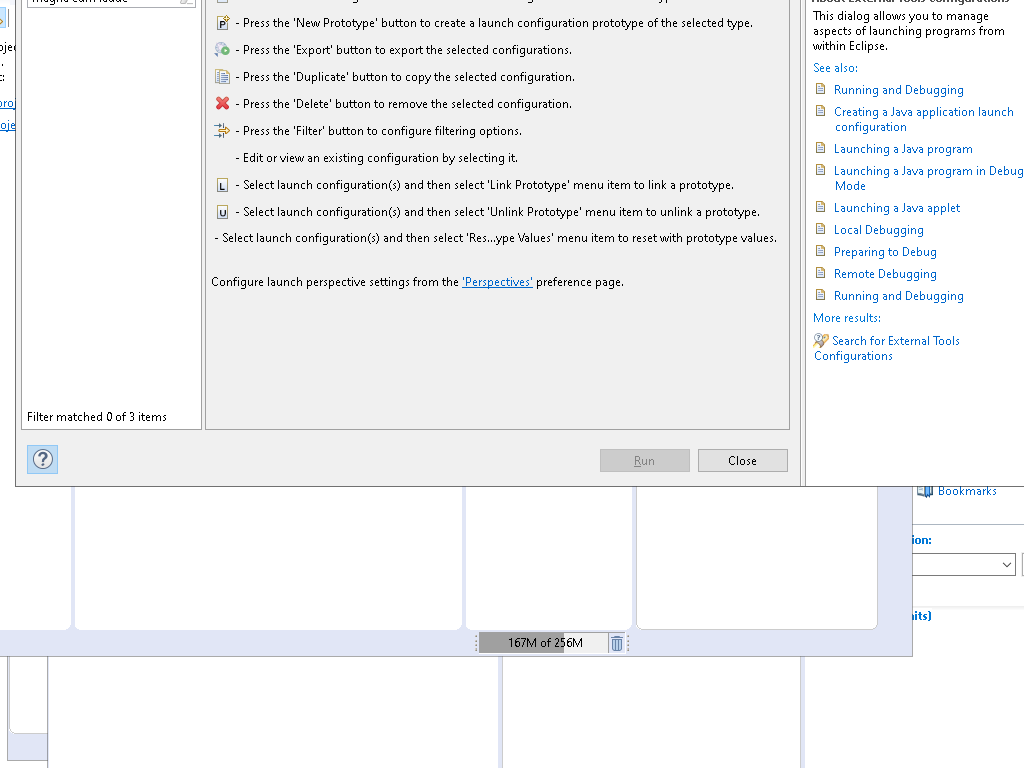 - Press the 'New Prototype' button to create a launch configuration prototype of the selected type.
- Press the 'Export' button to export the selected configurations.
- Press the 'Duplicate' button to copy the selected configuration.
- Press the 'Delete' button to remove the selected configuration.
- Press the 'Filter' button to configure filtering options.
- Edit or view an existing configuration by selecting it.
L - Select launch configuration(s) and then select 'Link Prototype' menu item to link a prototype.
U - Select launch configuration(s) and then select 'Unlink Prototype' menu item to unlink a prototype.
- Select launch configuration(s) and then select 'Res...ype Values' menu item to reset with prototype values.
Configure launch perspective settings from the 'Perspectives' preference page.
Filter matched 0 of 3 items
Run
Close
This dialog allows you to manage
aspects of launching programs from
within Eclipse.
See also:
Running and Debugging
Creating a Java application launch
configuration
Launching a Java program
Launching a Java program in Debug
Mode
Launching a Java applet
Local Debugging
Preparing to Debug
Remote Debugging
Running and Debugging
More results:
Search for External Tools
Configurations
Bookmarks
ion:
its)
167M of 256M